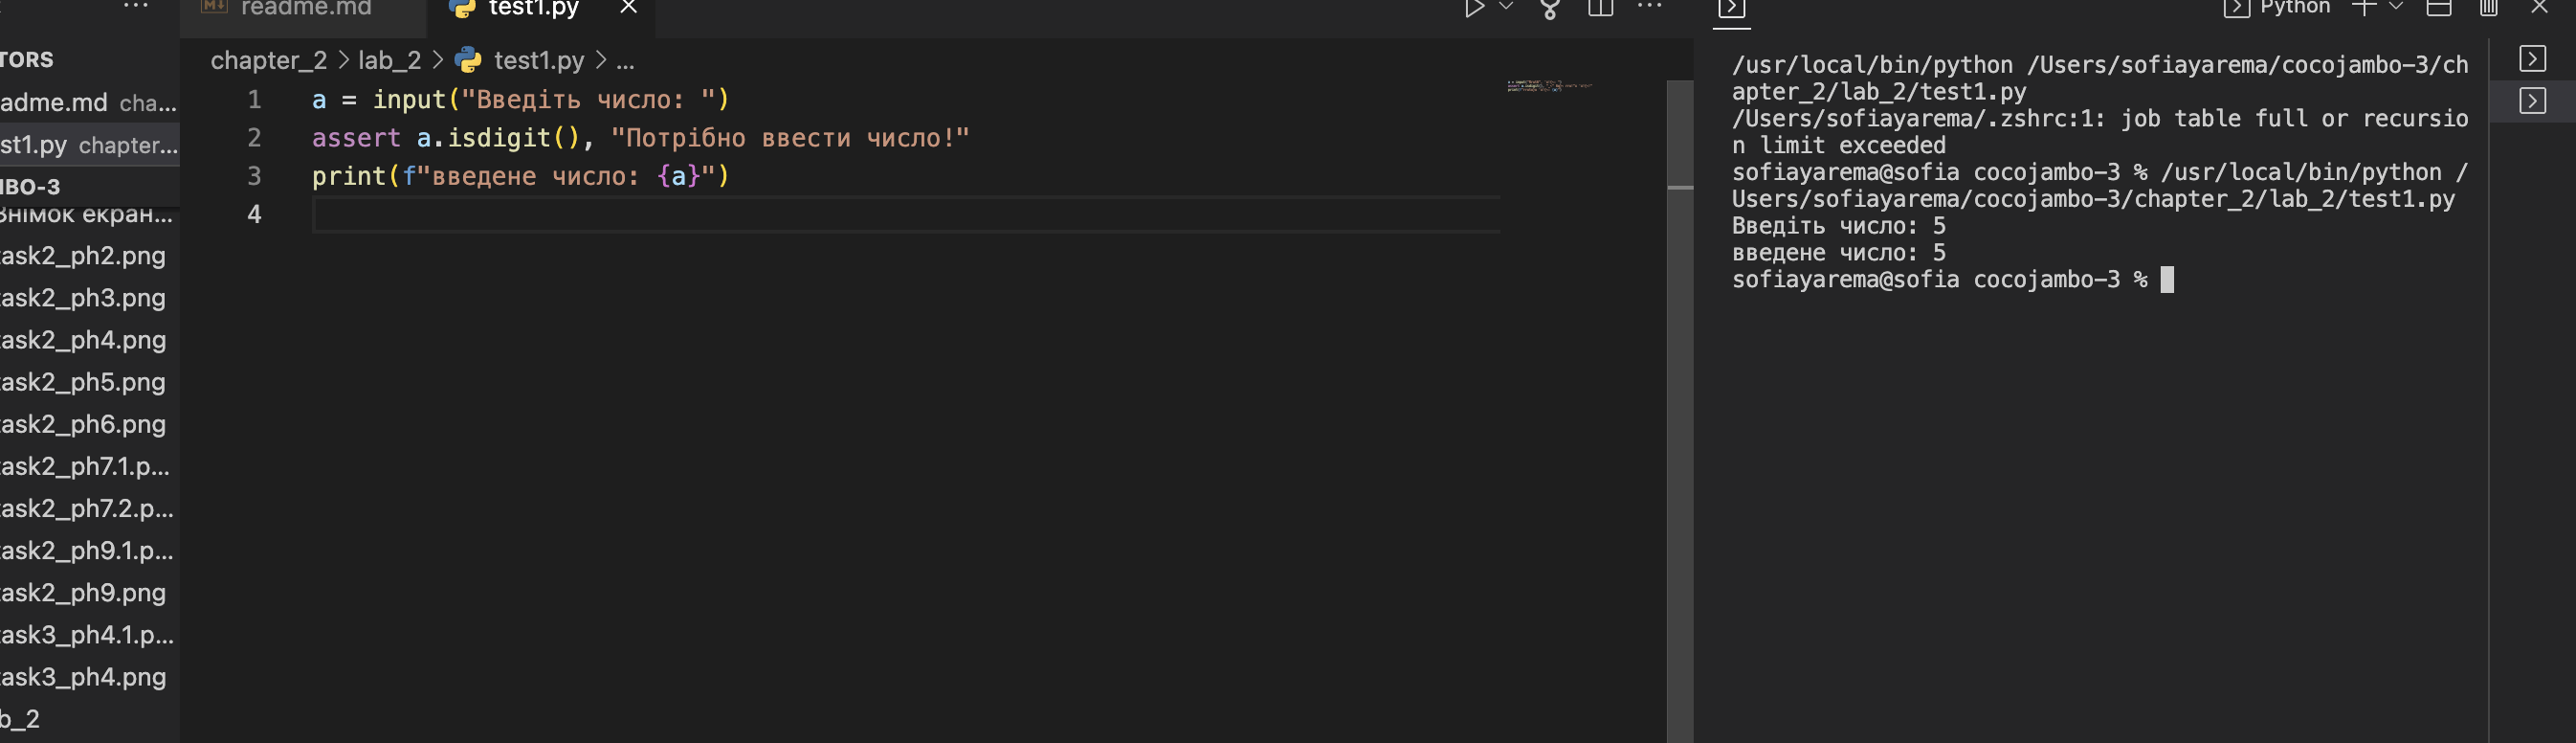 readme.md
test1.py
Python
TORS
adme.md cha...
st1.py chapter...
BO-3
Знімок екран...
ask2_ph2.png
ask2_ph3.png
ask2_ph4.png
ask2_ph5.png
ask2_ph6.png
ask2_ph7.1.p...
ask2_ph7.2.p...
ask2_ph9.1.p...
ask2_ph9.png
ask3_ph4.1.p...
ask3_ph4.png
b_2
chapter_2 > lab_2 > test1.py > ...
1 a = input("Введіть число: ")
2 assert a.isdigit(), "Потрібно ввести число!"
3 print(f"введене число: {a}")
4
/usr/local/bin/python /Users/sofiayarema/cocojambo-3/ch
apter_2/lab_2/test1.py
/Users/sofiayarema/.zshrc:1: job table full or recursio
n limit exceeded
sofiayarema@sofia cocojambo-3 % /usr/local/bin/python /
Users/sofiayarema/cocojambo-3/chapter_2/lab_2/test1.py
Введіть число: 5
введене число: 5
sofiayarema@sofia cocojambo-3 %